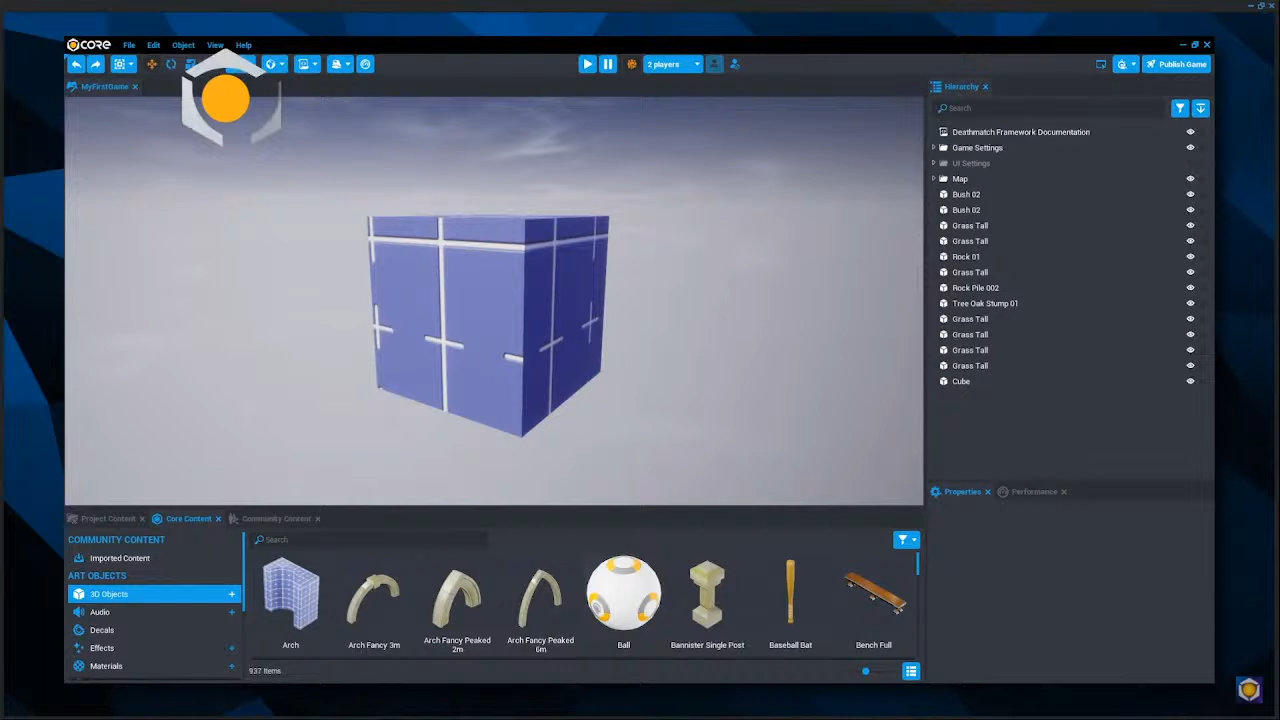 CORE File Edit Object View Help
2 players Publish Game
MyFirstGame
Hierarchy
Search
Deathmatch Framework Documentation
Game Settings
UI Settings
Map
Bush 02
Bush 02
Grass Tall
Grass Tall
Rock 01
Grass Tall
Rock Pile 002
Tree Oak Stump 01
Grass Tall
Grass Tall
Grass Tall
Grass Tall
Cube
Properties Performance
Project Content Core Content Community Content
COMMUNITY CONTENT
Imported Content
ART OBJECTS
3D Objects
Audio
Decals
Effects
Materials
Search
Arch
Arch Fancy 3m
Arch Fancy Peaked
2m
Arch Fancy Peaked
6m
Ball
Bannister Single Post
Baseball Bat
Bench Full
937 Items